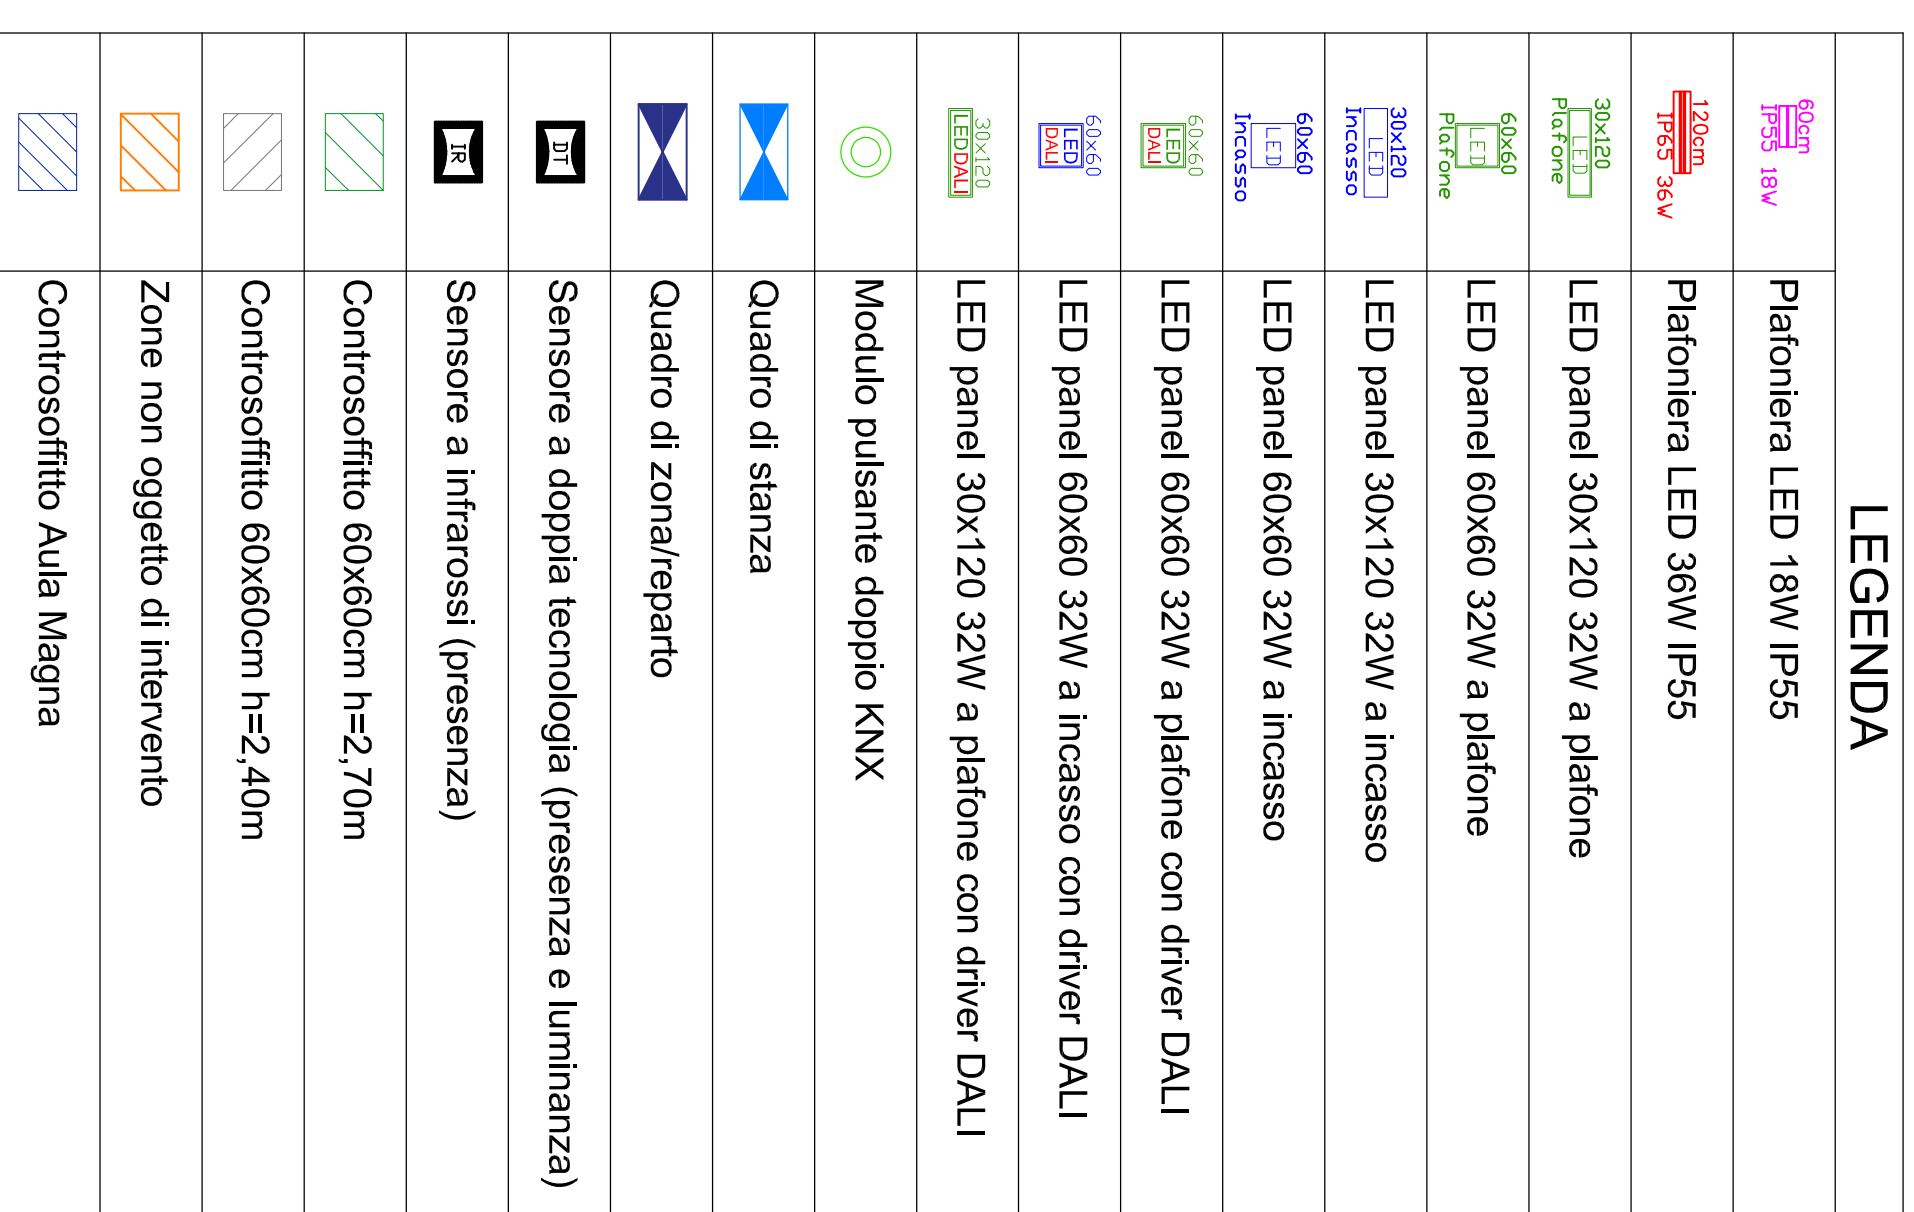 LEGENDA
60cm
IP55 18W
Plafoniera LED 18W IP55
120cm
IP65 36W
Plafoniera LED 36W IP55
30x120
LED
Plafone
LED panel 30x120 32W a plafone
60x60
LED
Plafone
LED panel 60x60 32W a plafone
30x120
LED
Incasso
LED panel 30x120 32W a incasso
60x60
LED
Incasso
LED panel 60x60 32W a incasso
60x60
LED
DALI
LED panel 60x60 32W a plafone con driver DALI
60x60
LED
DALI
LED panel 60x60 32W a incasso con driver DALI
30x120
LED DALI
LED panel 30x120 32W a plafone con driver DALI
Modulo pulsante doppio KNX
Quadro di stanza
Quadro di zona/reparto
DT
Sensore a doppia tecnologia (presenza e luminanza)
IR
Sensore a infrarossi (presenza)
Controsoffitto 60x60cm h=2,70m
Controsoffitto 60x60cm h=2,40m
Zone non oggetto di intervento
Controsoffitto Aula Magna